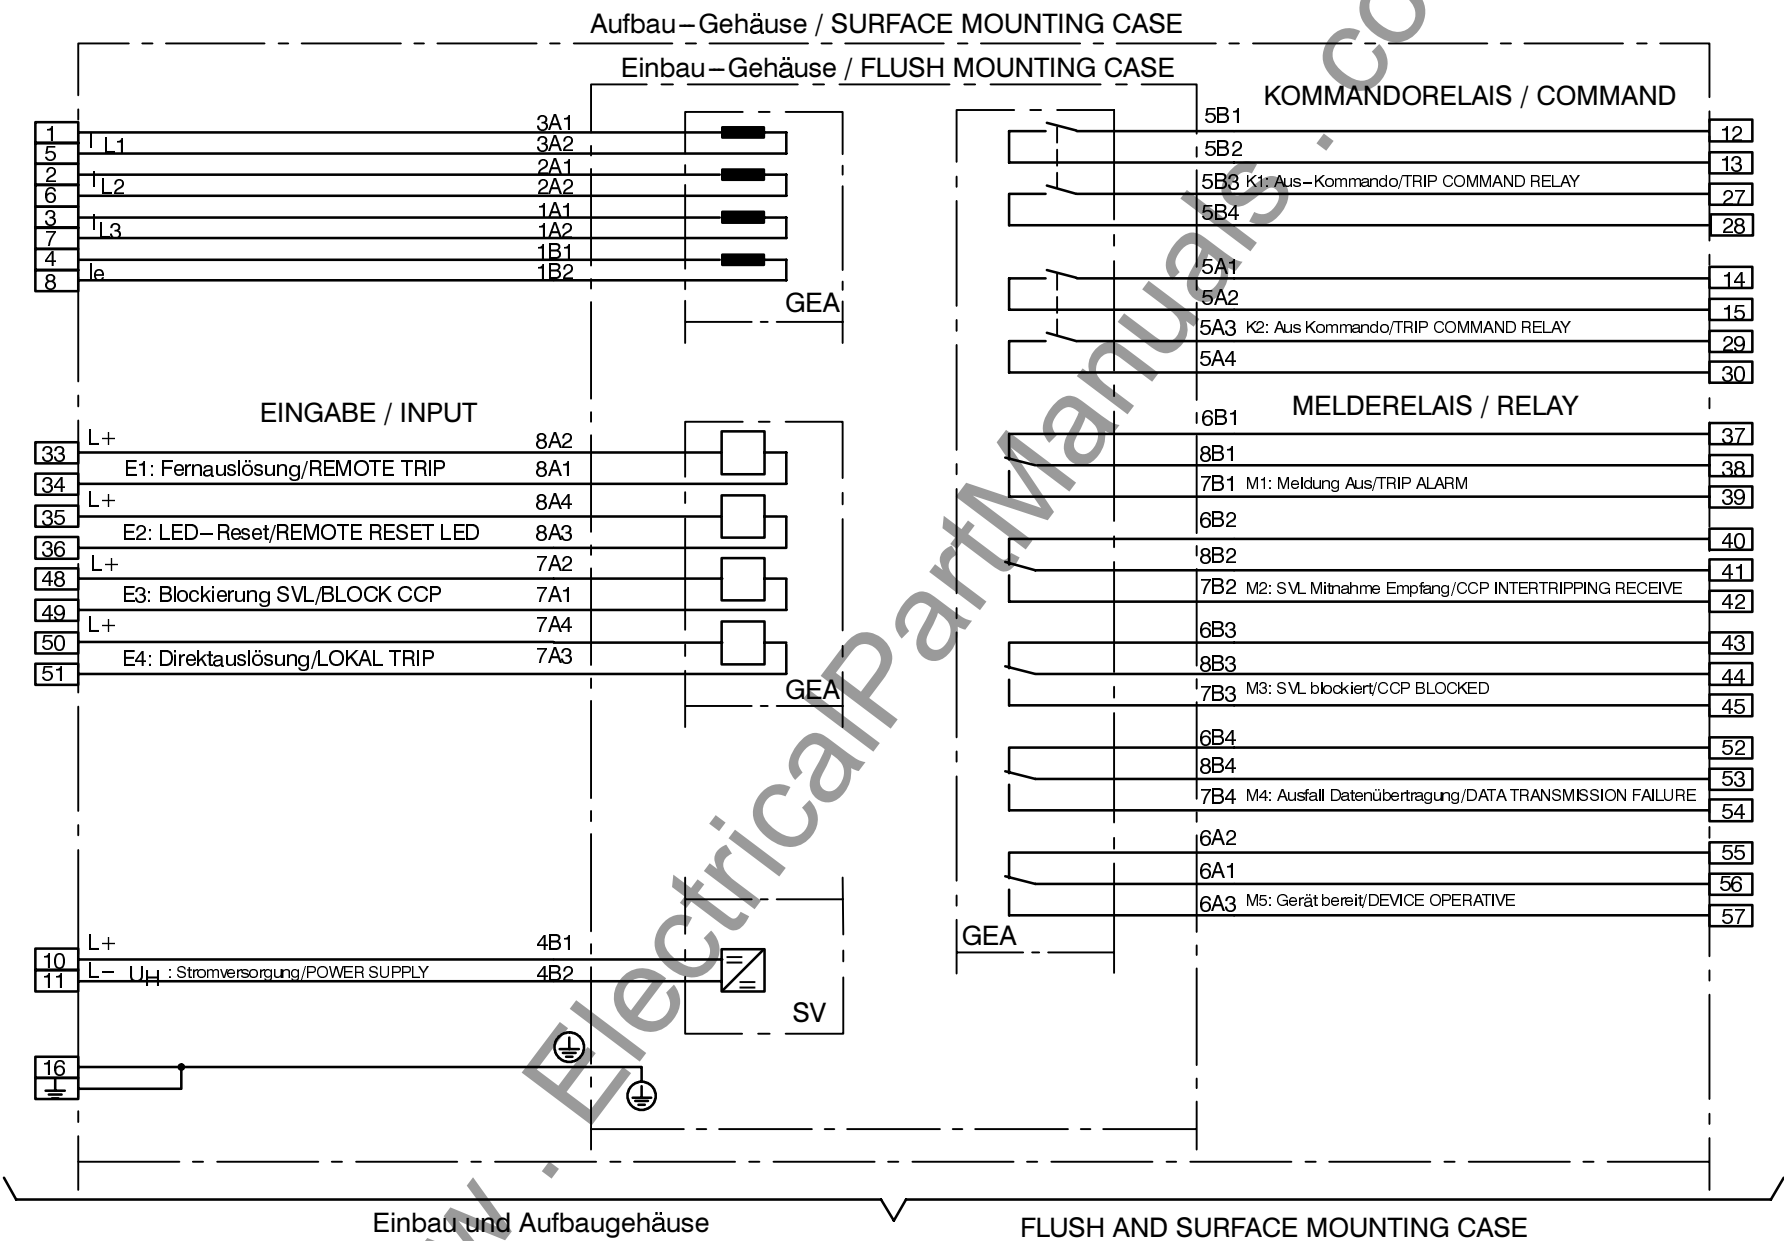 Aufbau-Gehäuse / SURFACE MOUNTING CASE
Einbau-Gehäuse / FLUSH MOUNTING CASE
1 IL1 3A1
5 3A2
2 IL2 2A1
6 2A2
3 IL3 1A1
7 1A2
4 1B1
8 Ie 1B2
GEA
EINGABE / INPUT
33 L+ 8A2
E1: Fernauslösung/REMOTE TRIP 8A1
34
35 L+ 8A4
E2: LED-Reset/REMOTE RESET LED 8A3
36
48 L+ 7A2
E3: Blockierung SVL/BLOCK CCP 7A1
49
50 L+ 7A4
E4: Direktauslösung/LOKAL TRIP 7A3
51
GEA
10 L+ 4B1
11 L- UH : Stromversorgung/POWER SUPPLY 4B2
SV
16
KOMMANDORELAIS / COMMAND
5B1 12
5B2 13
5B3 K1: Aus-Kommando/TRIP COMMAND RELAY 27
5B4 28
5A1 14
5A2 15
5A3 K2: Aus Kommando/TRIP COMMAND RELAY 29
5A4 30
MELDERELAIS / RELAY
6B1 37
8B1 38
7B1 M1: Meldung Aus/TRIP ALARM 39
6B2 40
8B2 41
7B2 M2: SVL Mitnahme Empfang/CCP INTERTRIPPING RECEIVE 42
6B3 43
8B3 44
7B3 M3: SVL blockiert/CCP BLOCKED 45
6B4 52
8B4 53
7B4 M4: Ausfall Datenübertragung/DATA TRANSMISSION FAILURE 54
6A2 55
6A1 56
6A3 M5: Gerät bereit/DEVICE OPERATIVE 57
GEA
Einbau und Aufbaugehäuse
FLUSH AND SURFACE MOUNTING CASE
w . ElectricalPartManuals . co